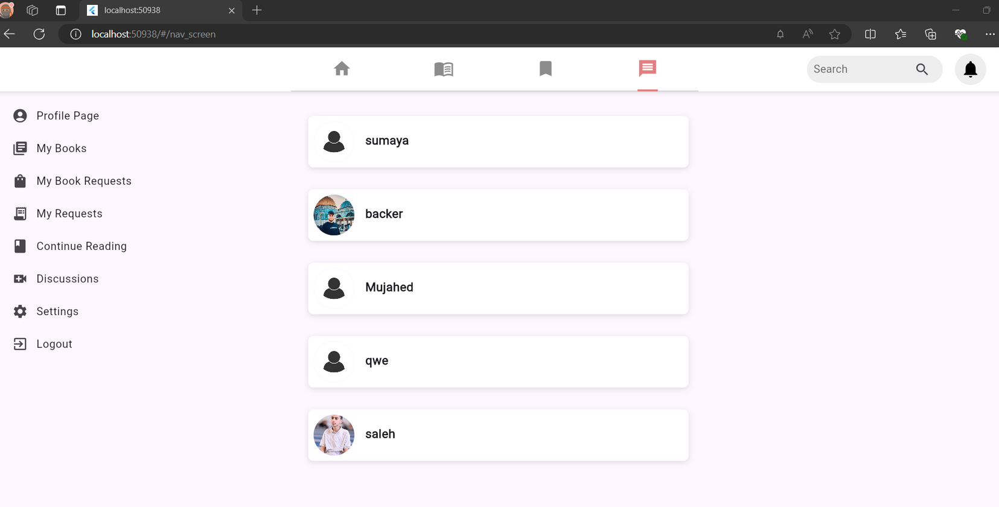 localhost:50938
localhost:50938/#/nav_screen
Search
Profile Page
My Books
My Book Requests
My Requests
Continue Reading
Discussions
Settings
Logout
sumaya
backer
Mujahed
qwe
saleh